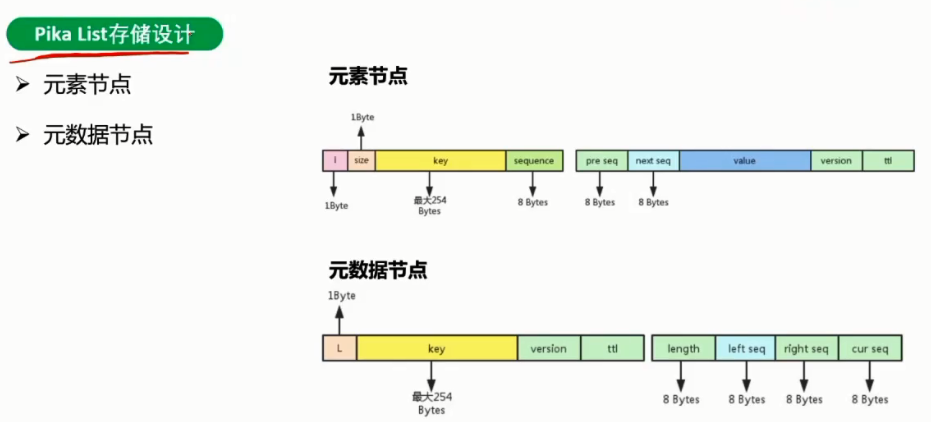 Pika List存储设计
➢ 元素节点
➢ 元数据节点
元素节点
1Byte
l size key sequence pre seq next seq value version ttl
1Byte 最大254 Bytes 8 Bytes 8 Bytes 8 Bytes
元数据节点
1Byte
L key version ttl length left seq right seq cur seq
最大254 Bytes 8 Bytes 8 Bytes 8 Bytes 8 Bytes